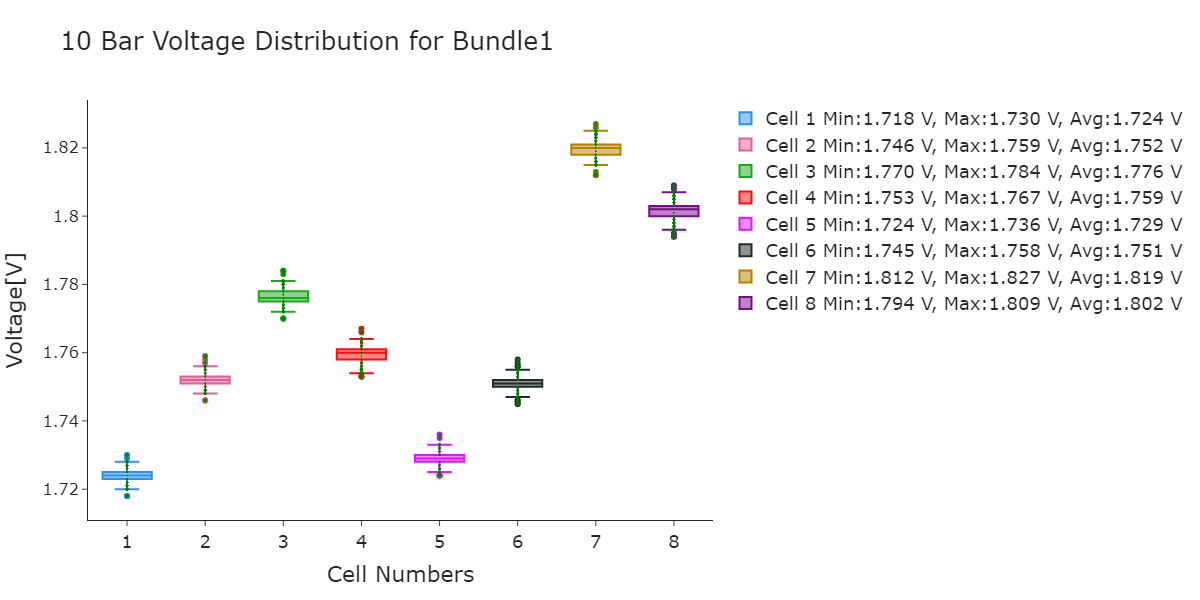 10 Bar Voltage Distribution for Bundle1
Cell 1 Min:1.718 V, Max:1.730 V, Avg:1.724 V
Cell 2 Min:1.746 V, Max:1.759 V, Avg:1.752 V
Cell 3 Min:1.770 V, Max:1.784 V, Avg:1.776 V
Cell 4 Min:1.753 V, Max:1.767 V, Avg:1.759 V
Cell 5 Min:1.724 V, Max:1.736 V, Avg:1.729 V
Cell 6 Min:1.745 V, Max:1.758 V, Avg:1.751 V
Cell 7 Min:1.812 V, Max:1.827 V, Avg:1.819 V
Cell 8 Min:1.794 V, Max:1.809 V, Avg:1.802 V
Voltage[V]
1.82
1.8
1.78
1.76
1.74
1.72
1 2 3 4 5 6 7 8
Cell Numbers